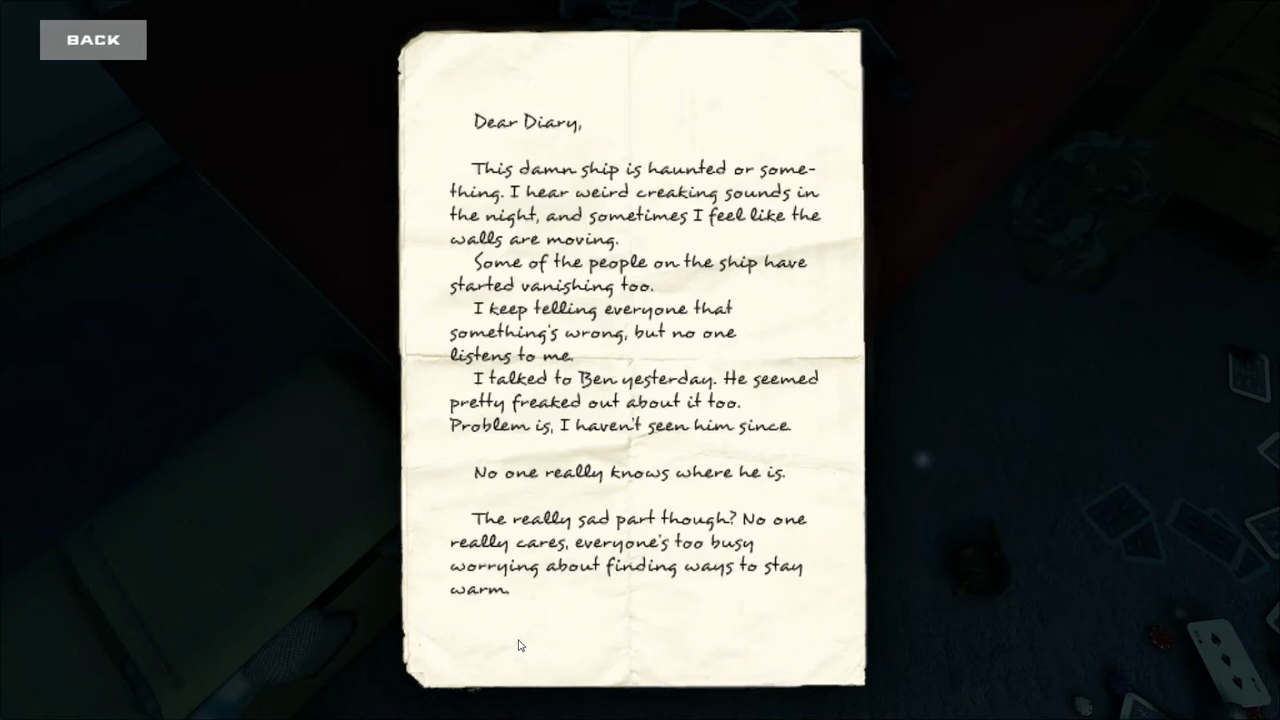 BACK
Dear Diary,
This damn ship is haunted or some-
thing. I hear weird creaking sounds in
the night, and sometimes I feel like the
walls are moving.
Some of the people on the ship have
started vanishing too.
I keep telling everyone that
something's wrong, but no one
listens to me.
I talked to Ben yesterday. He seemed
pretty freaked out about it too.
Problem is, I haven't seen him since.
No one really knows where he is.
The really sad part though? No one
really cares, everyone's too busy
worrying about finding ways to stay
warm.